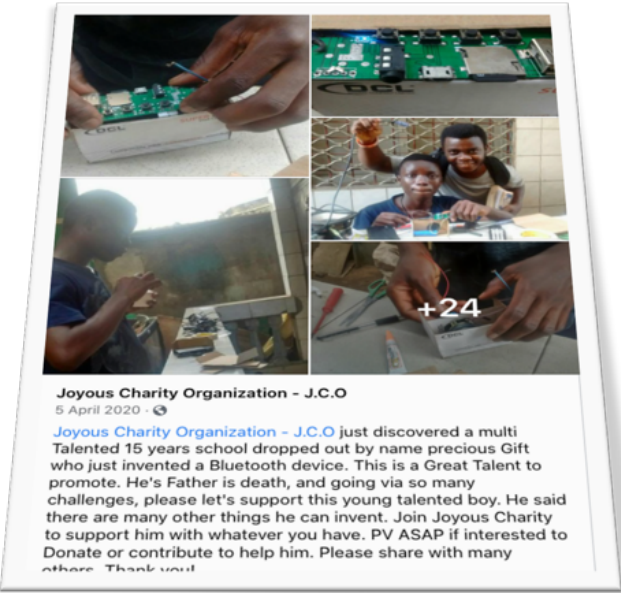 CDCL
CDCL
+24
Joyous Charity Organization - J.C.O
5 April 2020 ·
Joyous Charity Organization - J.C.O just discovered a multi
Talented 15 years school dropped out by name precious Gift
who just invented a Bluetooth device. This is a Great Talent to
promote. He's Father is death, and going via so many
challenges, please let's support this young talented boy. He said
there are many other things he can invent. Join Joyous Charity
to support him with whatever you have. PV ASAP if interested to
Donate or contribute to help him. Please share with many
others. Thank you!